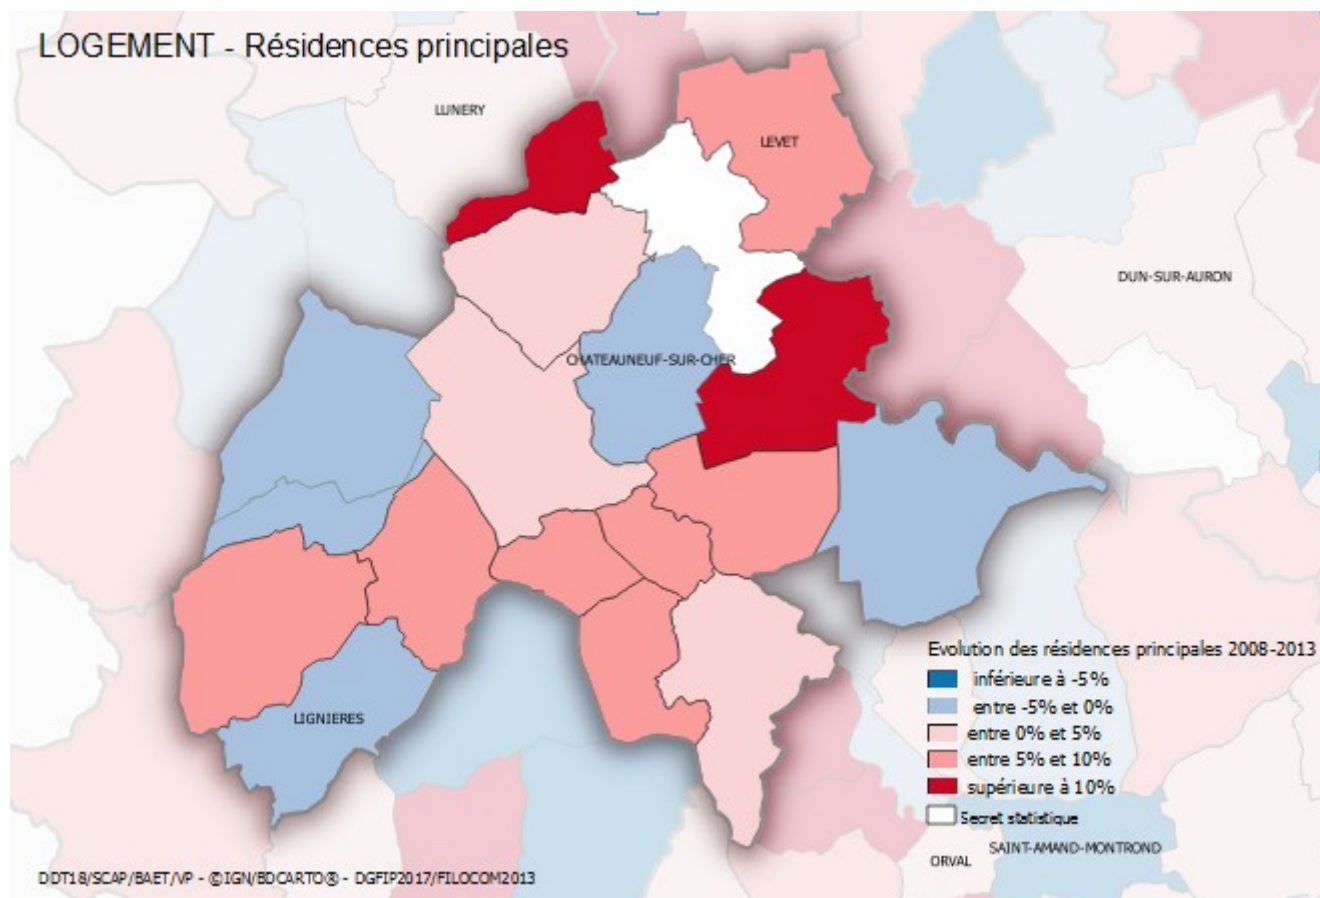 LOGEMENT - Résidences principales
LUNERY
LEVET
DUN-SUR-AURON
CHATEAUNEUF-SUR-CHER
LIGNIERES
Evolution des résidences principales 2008-2013
inférieure à -5%
entre -5% et 0%
entre 0% et 5%
entre 5% et 10%
supérieure à 10%
Secret statistique
SAINT-AMAND-MONTROND
ORVAL
DDT18/SCAP/BAET/VP - ©IGN/BDCARTO® - DGFIP2017/FILOCOM2013